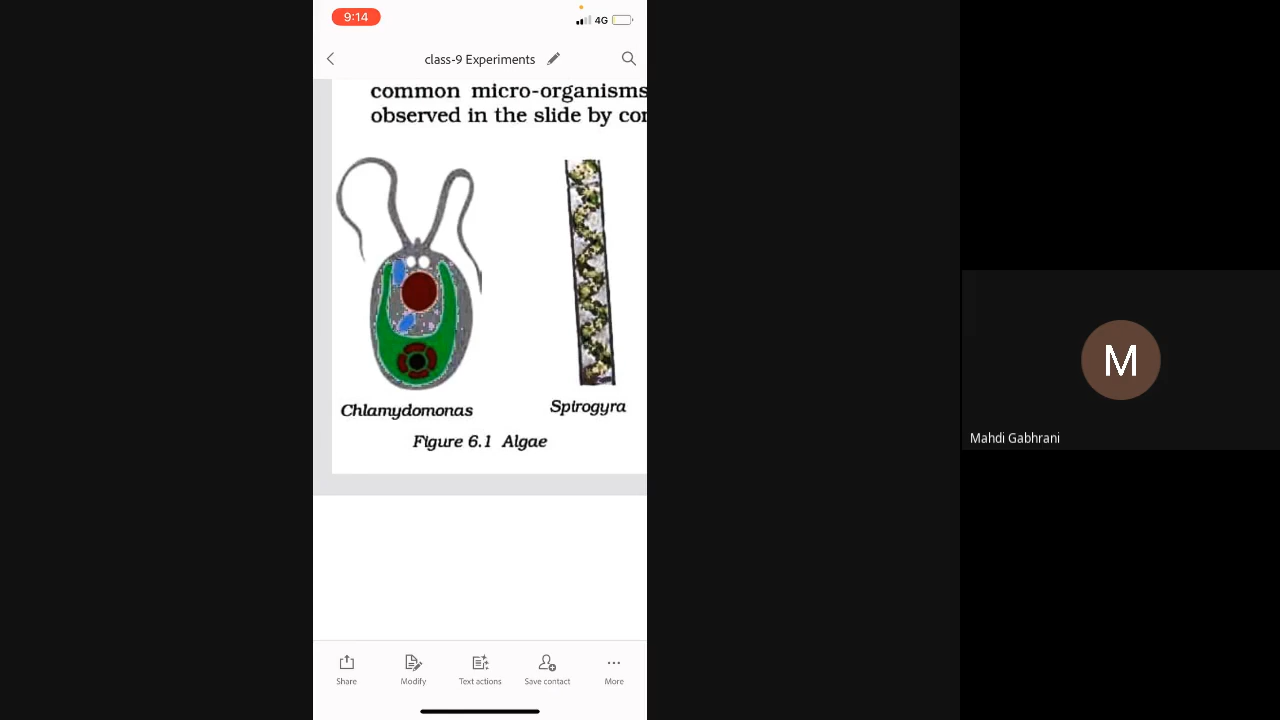 9:14
4G
class-9 Experiments
common micro-organisms
observed in the slide by
Chlamydomonas
Spirogyra
Figure 6.1 Algae
Share
Modify
Text actions
Save contact
More
M
Mahdi Gabhrani